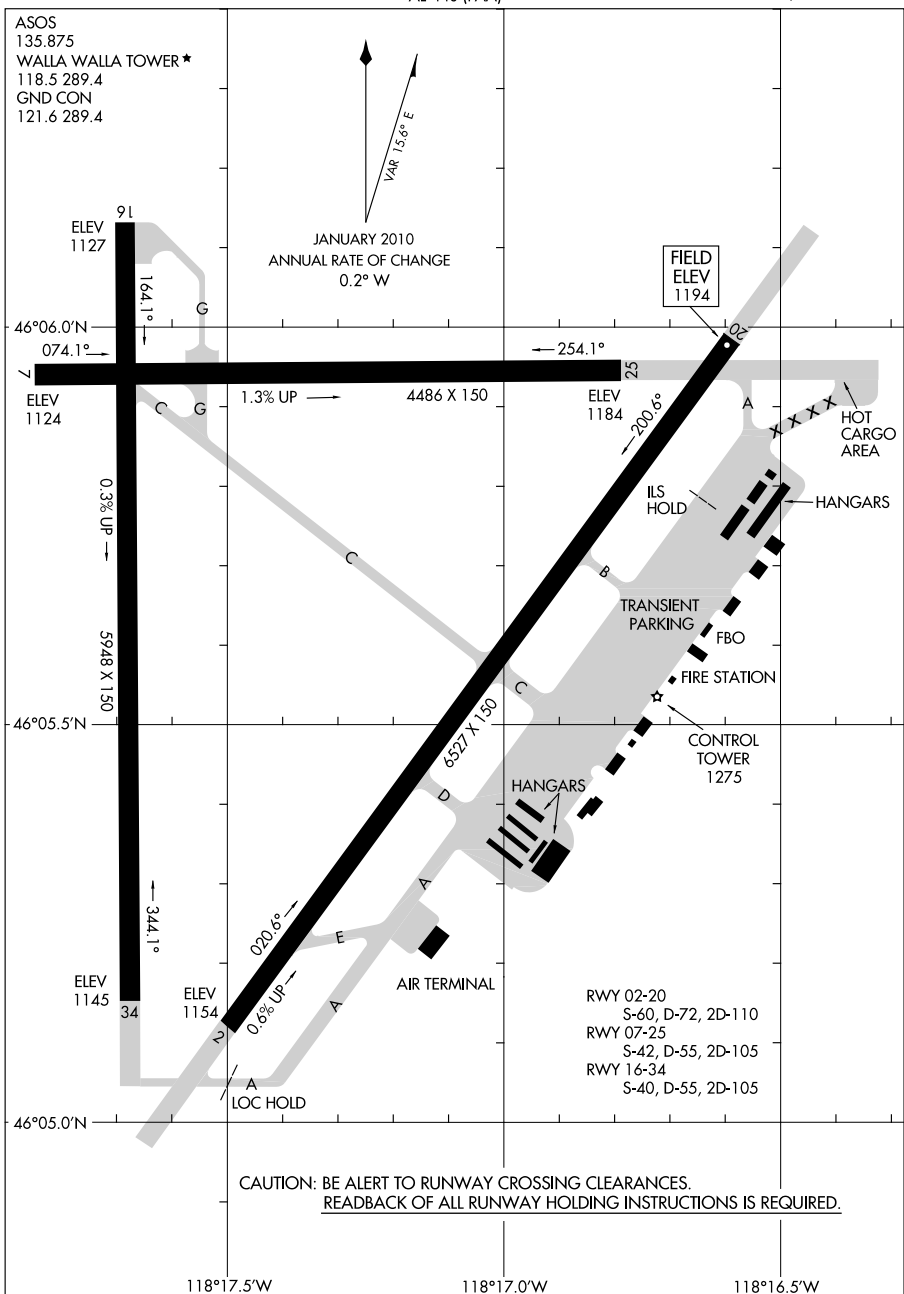 ASOS
135.875
WALLA WALLA TOWER★
118.5 289.4
GND CON
121.6 289.4
VAR 15.6° E
JANUARY 2010
ANNUAL RATE OF CHANGE
0.2° W
16
ELEV
1127
164.1°
G
FIELD
ELEV
1194
20
46°06.0'N
074.1°
254.1°
7
25
ELEV
1124
C
G
1.3% UP
4486 X 150
ELEV
1184
200.6°
A
X X X X
HOT
CARGO
AREA
0.3% UP
ILS
HOLD
HANGARS
C
B
TRANSIENT
PARKING
FBO
5948 X 150
FIRE STATION
C
46°05.5'N
6527 X 150
CONTROL
TOWER
1275
D
HANGARS
A
344.1°
020.6°
E
AIR TERMINAL
ELEV
1145
34
ELEV
1154
0.6% UP
A
2
A
LOC HOLD
RWY 02-20
S-60, D-72, 2D-110
RWY 07-25
S-42, D-55, 2D-105
RWY 16-34
S-40, D-55, 2D-105
46°05.0'N
CAUTION: BE ALERT TO RUNWAY CROSSING CLEARANCES.
READBACK OF ALL RUNWAY HOLDING INSTRUCTIONS IS REQUIRED.
118°17.5'W
118°17.0'W
118°16.5'W